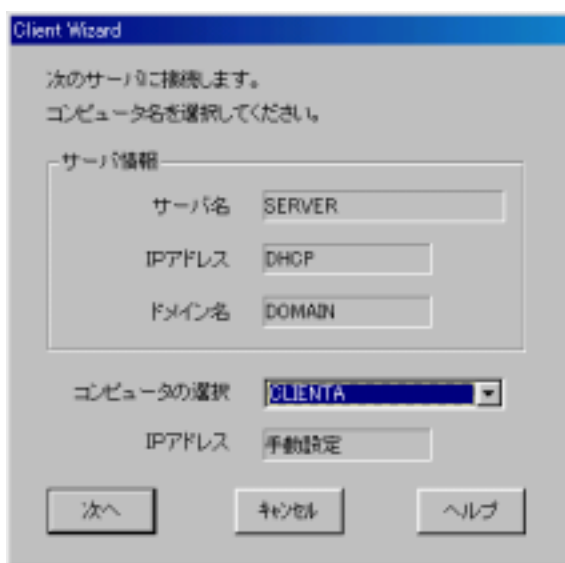 Client Wizard
次のサーバに接続します。
コンピュータ名を選択してください。
サーバ情報
サーバ名 SERVER
IPアドレス DHCP
ドメイン名 DOMAIN
コンピュータの選択 CLIENTA
IPアドレス 手動設定
次へ キャンセル ヘルプ